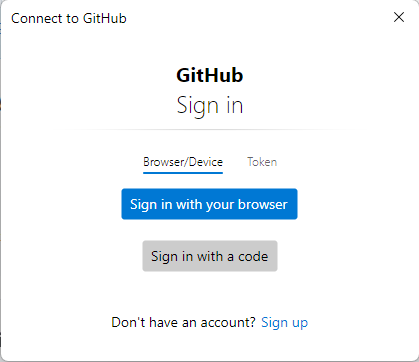 Connect to GitHub
GitHub
Sign in
Browser/Device Token
Sign in with your browser
Sign in with a code
Don't have an account? Sign up